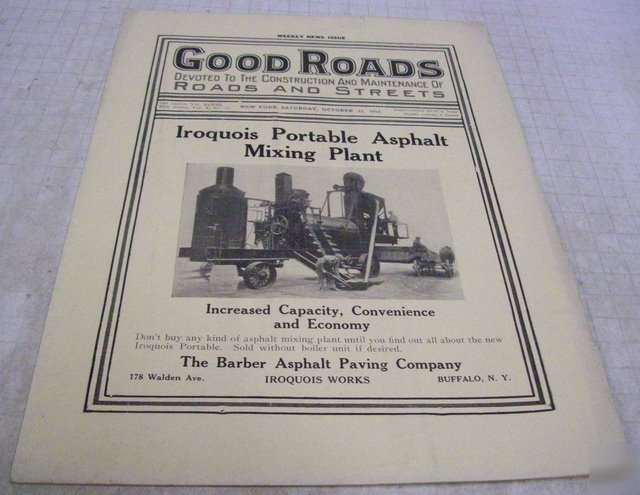 WEEKLY NEWS ISSUE
GOOD ROADS
DEVOTED TO THE CONSTRUCTION AND MAINTENANCE OF
ROADS AND STREETS
NEW YORK, SATURDAY, OCTOBER
Iroquois Portable Asphalt
Mixing Plant
Increased Capacity, Convenience
and Economy
Don't buy any kind of asphalt mixing plant until you find out all about the new
Iroquois Portable. Sold without boiler unit if desired.
The Barber Asphalt Paving Company
178 Walden Ave. IROQUOIS WORKS BUFFALO, N. Y.